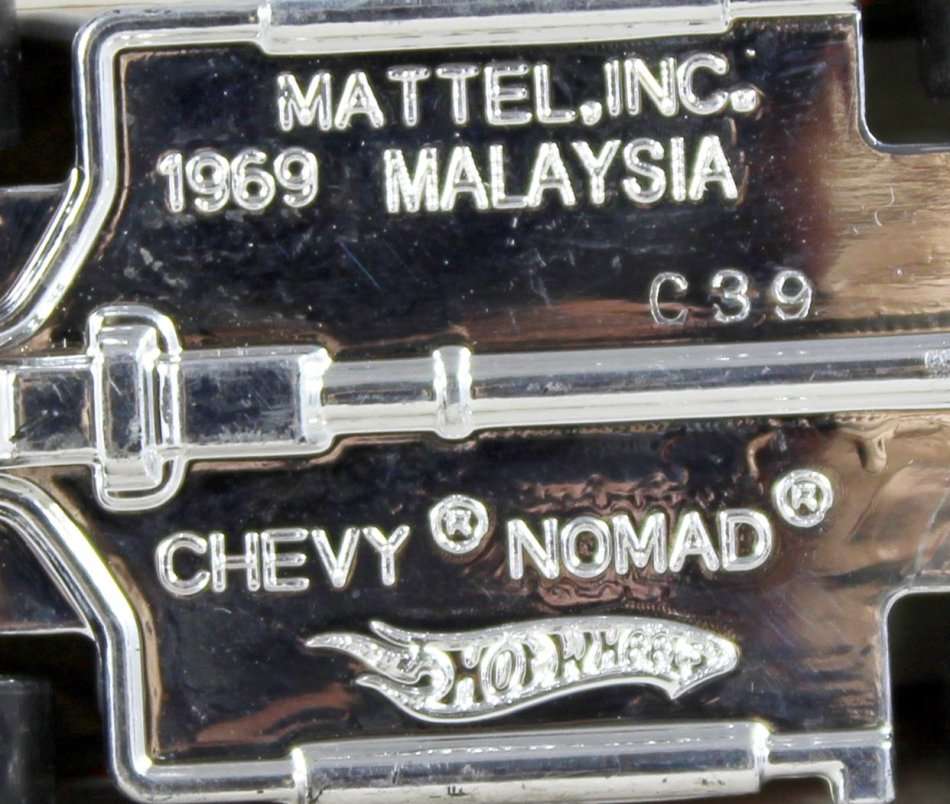 MATTEL,INC.
1969 MALAYSIA
C39
CHEVY® NOMAD®
Hot Wheels